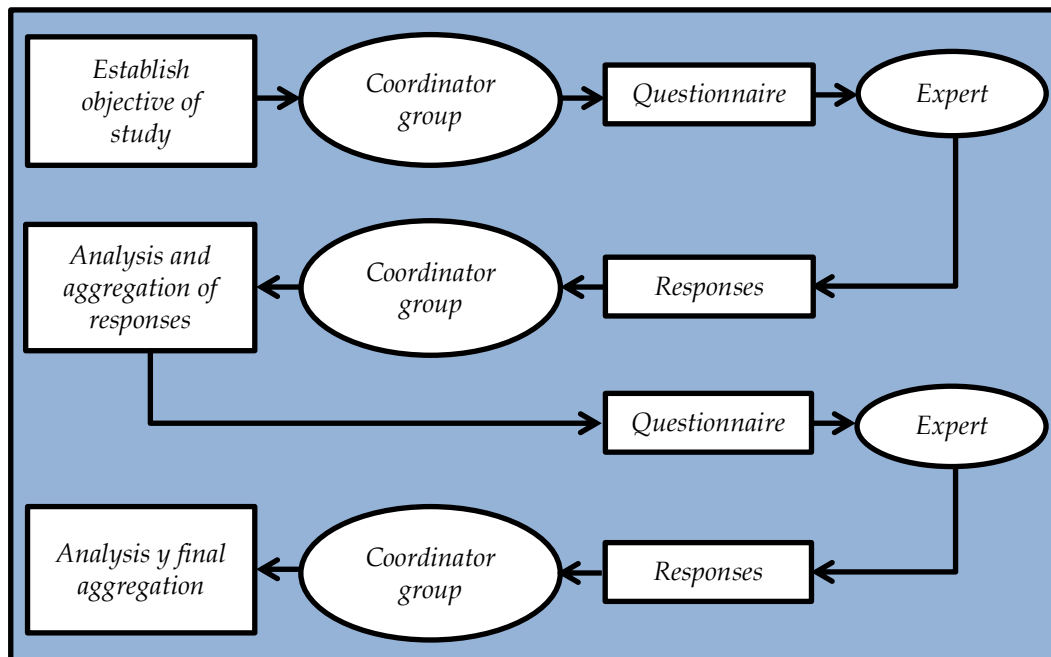 Establish
objective of
study
Coordinator
group
Questionnaire
Expert
Analysis and
aggregation of
responses
Coordinator
group
Responses
Questionnaire
Expert
Analysis y final
aggregation
Coordinator
group
Responses